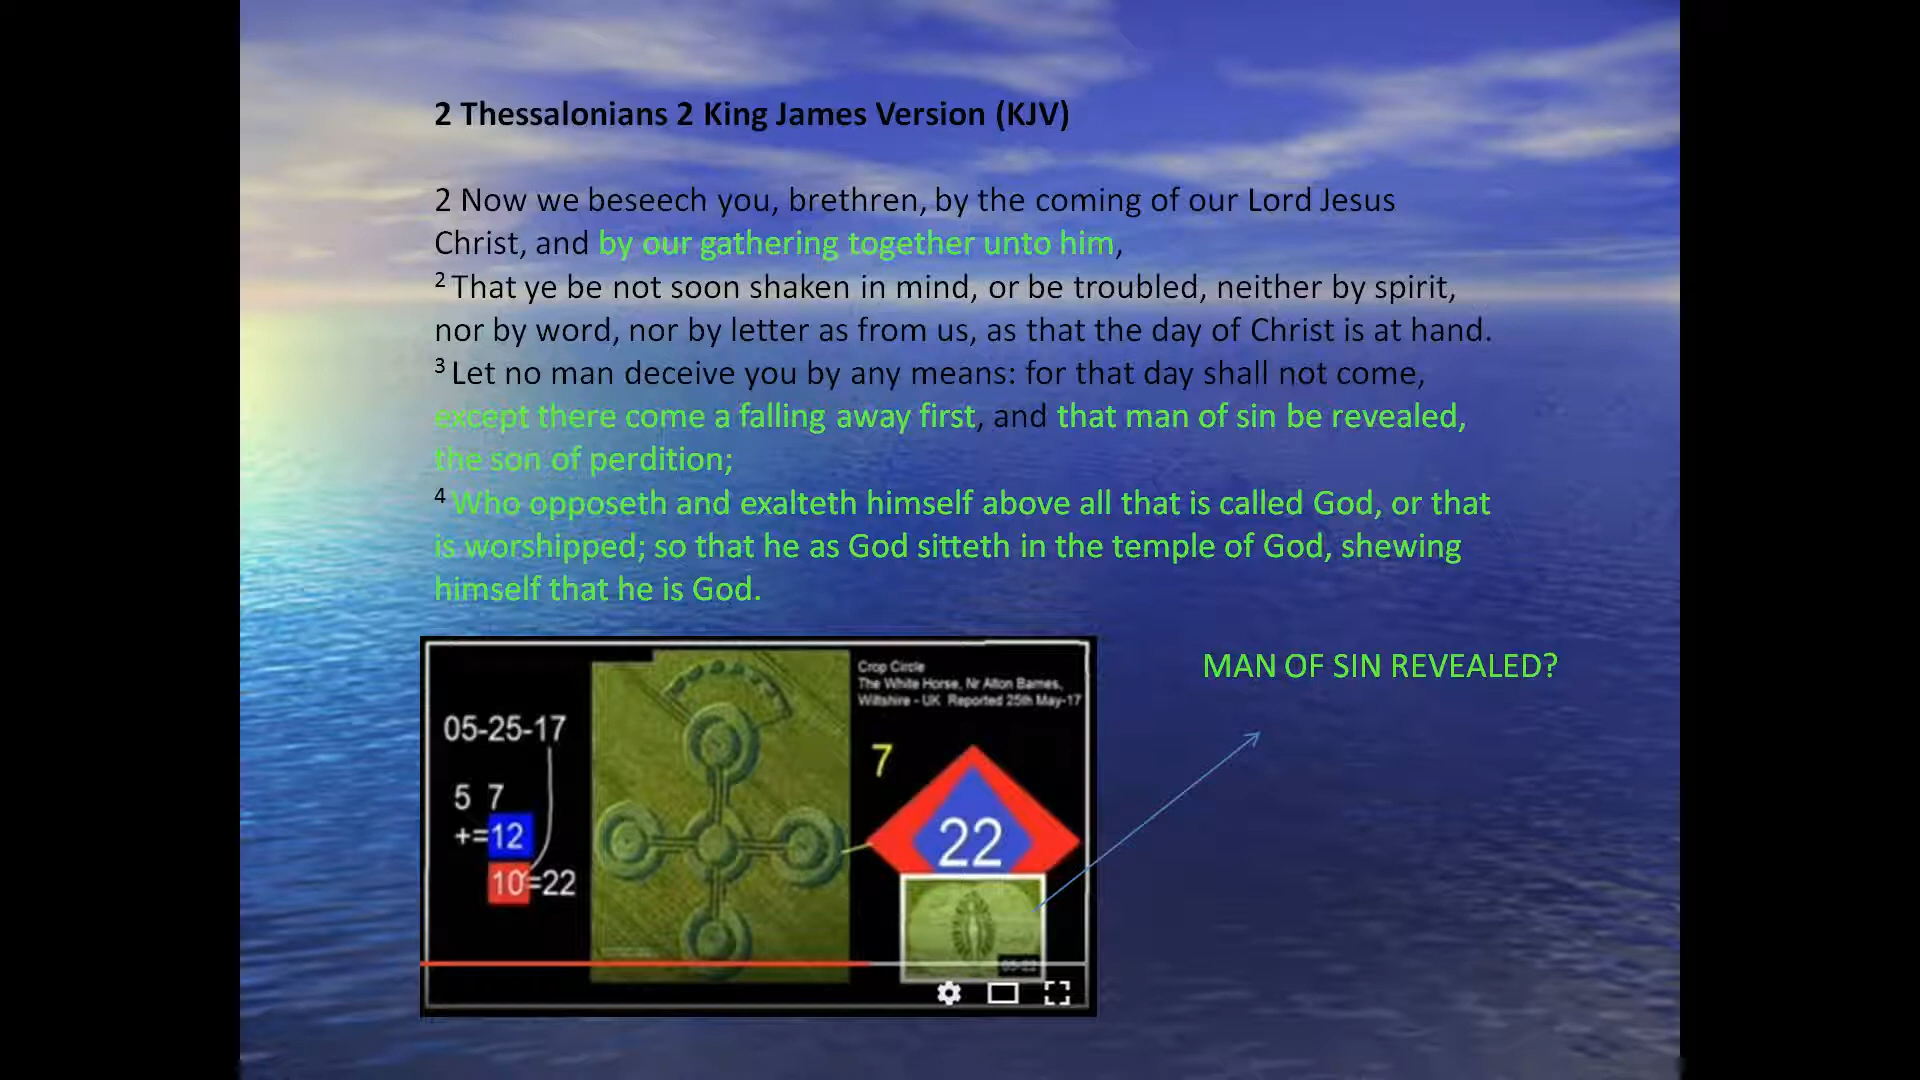 2 Thessalonians 2 King James Version (KJV)
2 Now we beseech you, brethren, by the coming of our Lord Jesus
Christ, and by our gathering together unto him,
2 That ye be not soon shaken in mind, or be troubled, neither by spirit,
nor by word, nor by letter as from us, as that the day of Christ is at hand.
3 Let no man deceive you by any means: for that day shall not come,
except there come a falling away first, and that man of sin be revealed,
the son of perdition;
4 Who opposeth and exalteth himself above all that is called God, or that
is worshipped; so that he as God sitteth in the temple of God, shewing
himself that he is God.
MAN OF SIN REVEALED?
Crop Circle
The White Horse, Nr Alton Barnes,
Wiltshire - UK Reported 25th May-17
05-25-17
5 7
+=12
10=22
7
22